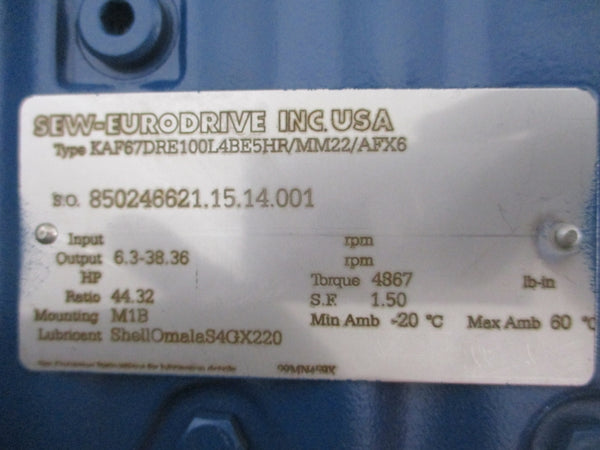 SEW-EURODRIVE INC. USA
Type KAF67DRE100L4BE5HR/MM22/AFX6
S.O. 850246621.15.14.001
Input rpm
Output 6.3-38.36 rpm
HP Torque 4867 lb-in
Ratio 44.32 S.F. 1.50
Mounting M1B Min Amb -20 °C Max Amb 60 °C
Lubricant ShellOmalaS4GX220